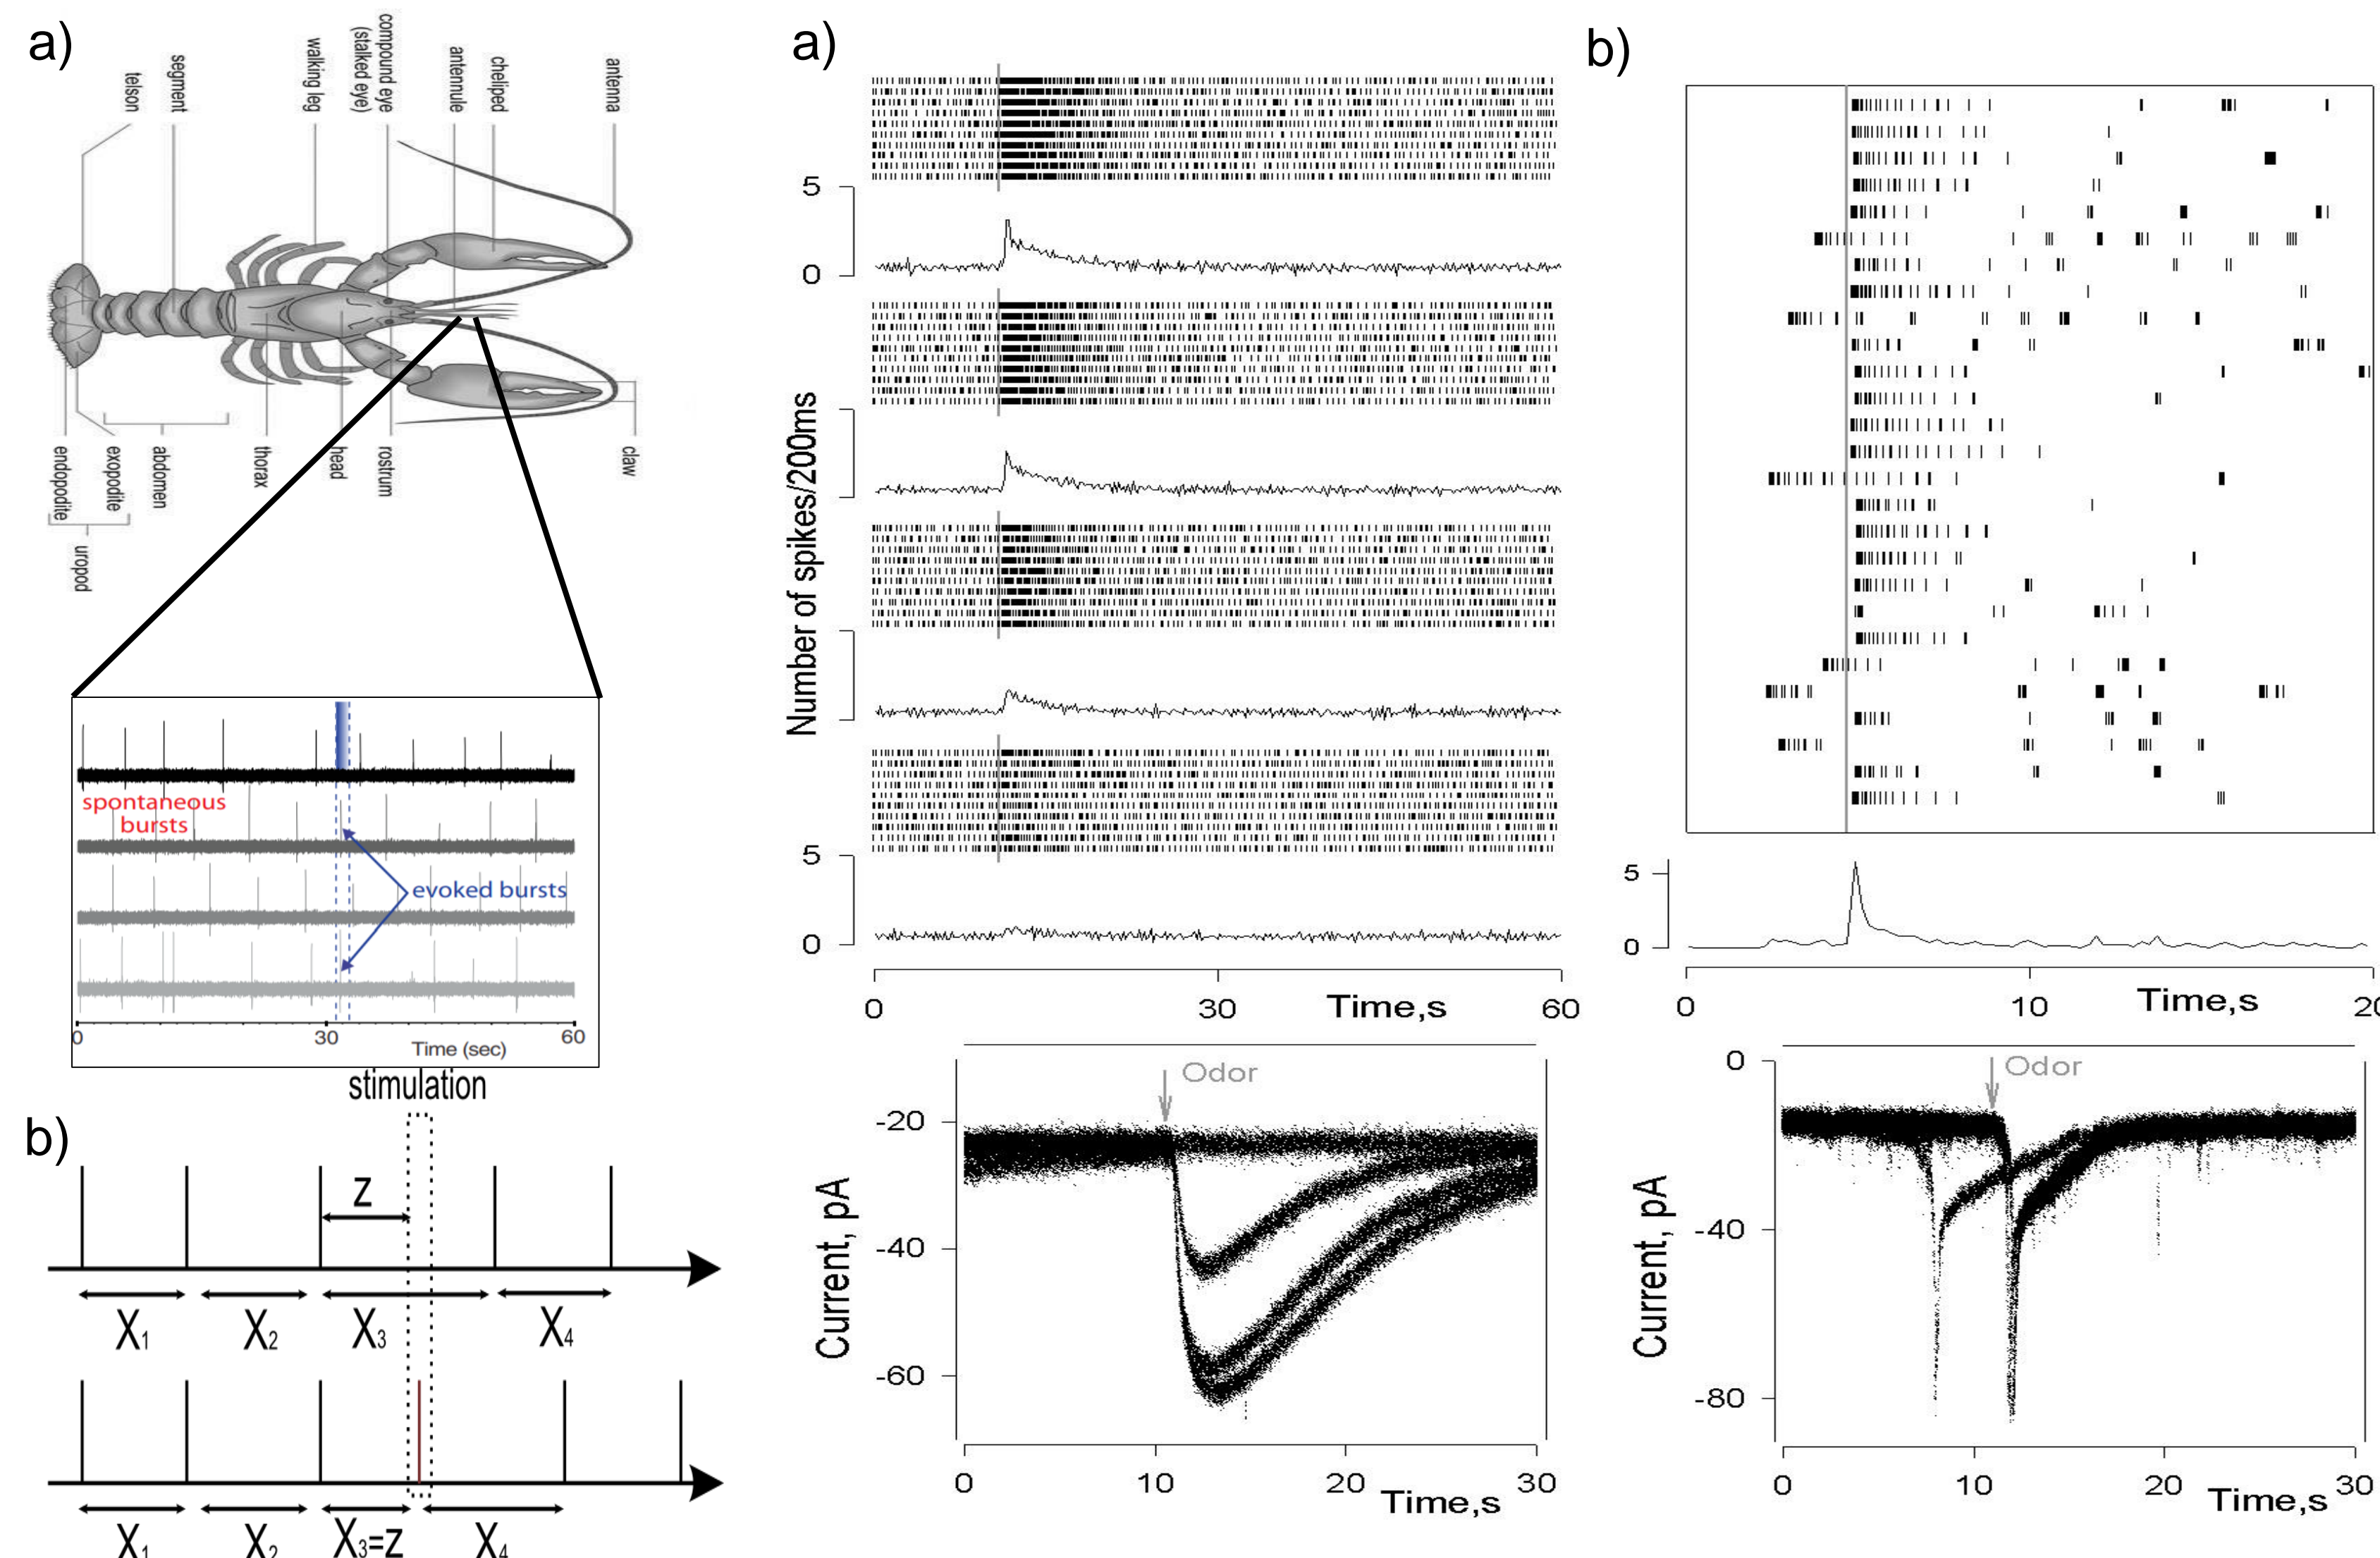 a)
telson
segment
walking leg
compound eye
(stalked eye)
antennule
cheliped
antenna
endopodite
exopodite
abdomen
thorax
head
rostrum
claw
uropod
spontaneous
bursts
evoked bursts
0
30
60
Time (sec)
stimulation
b)
Z
X1
X2
X3
X4
X1
X2
X3=Z
X4
a)
Number of spikes/200ms
5
0
5
0
0
30
Time,s
60
Odor
Current, pA
-20
-40
-60
0
10
20
30
Time,s
b)
5
0
0
10
Time,s
Odor
Current, pA
0
-40
-80
0
10
20
30
Time,s